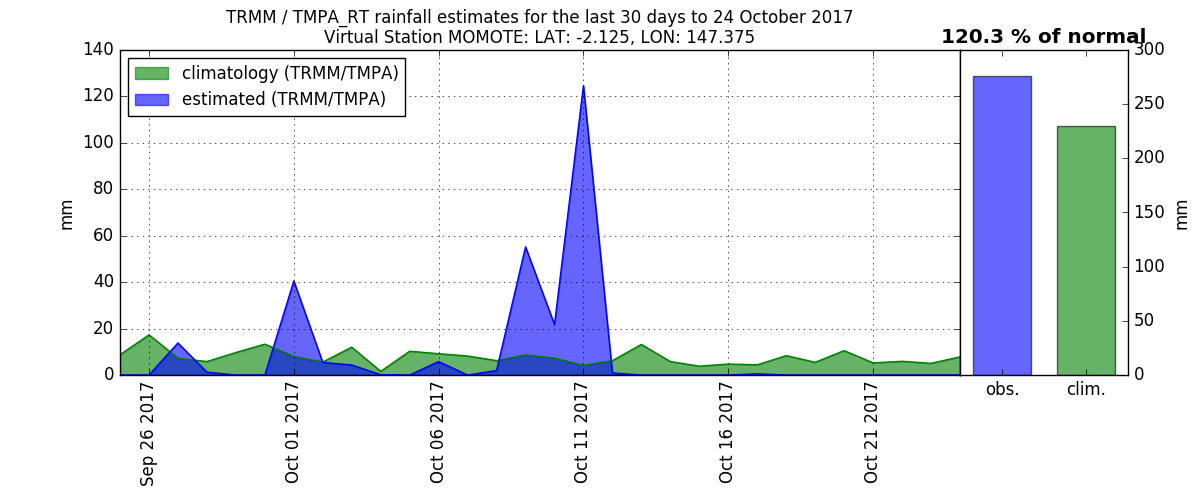 TRMM / TMPA_RT rainfall estimates for the last 30 days to 24 October 2017
Virtual Station MOMOTE: LAT: -2.125, LON: 147.375
120.3 % of normal
climatology (TRMM/TMPA)
estimated (TRMM/TMPA)
mm
140
120
100
80
60
40
20
0
Sep 26 2017
Oct 01 2017
Oct 06 2017
Oct 11 2017
Oct 16 2017
Oct 21 2017
obs.
clim.
300
250
200
150
100
50
0
mm